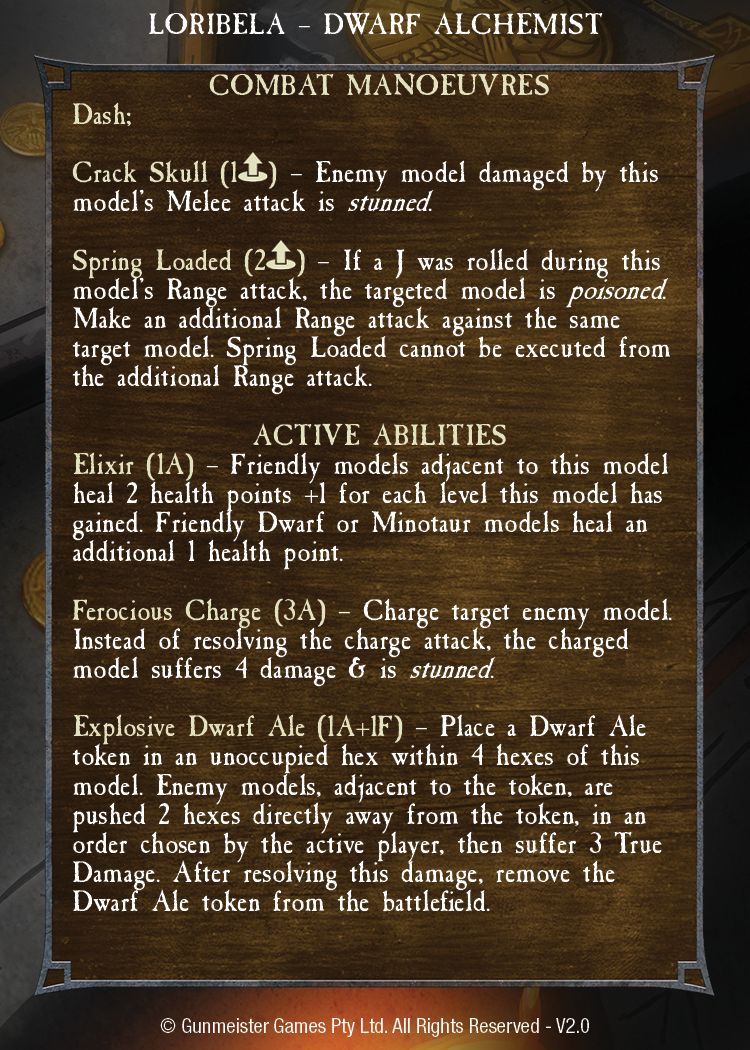 LORIBELA – DWARF ALCHEMIST
COMBAT MANOEUVRES
Dash;
Crack Skull (1) – Enemy model damaged by this
model's Melee attack is stunned.
Spring Loaded (2) – If a J was rolled during this
model's Range attack, the targeted model is poisoned.
Make an additional Range attack against the same
target model. Spring Loaded cannot be executed from
the additional Range attack.
ACTIVE ABILITIES
Elixir (1A) – Friendly models adjacent to this model
heal 2 health points +1 for each level this model has
gained. Friendly Dwarf or Minotaur models heal an
additional 1 health point.
Ferocious Charge (3A) – Charge target enemy model.
Instead of resolving the charge attack, the charged
model suffers 4 damage & is stunned.
Explosive Dwarf Ale (1A+1F) – Place a Dwarf Ale
token in an unoccupied hex within 4 hexes of this
model. Enemy models, adjacent to the token, are
pushed 2 hexes directly away from the token, in an
order chosen by the active player, then suffer 3 True
Damage. After resolving this damage, remove the
Dwarf Ale token from the battlefield.
© Gunmeister Games Pty Ltd. All Rights Reserved - V2.0